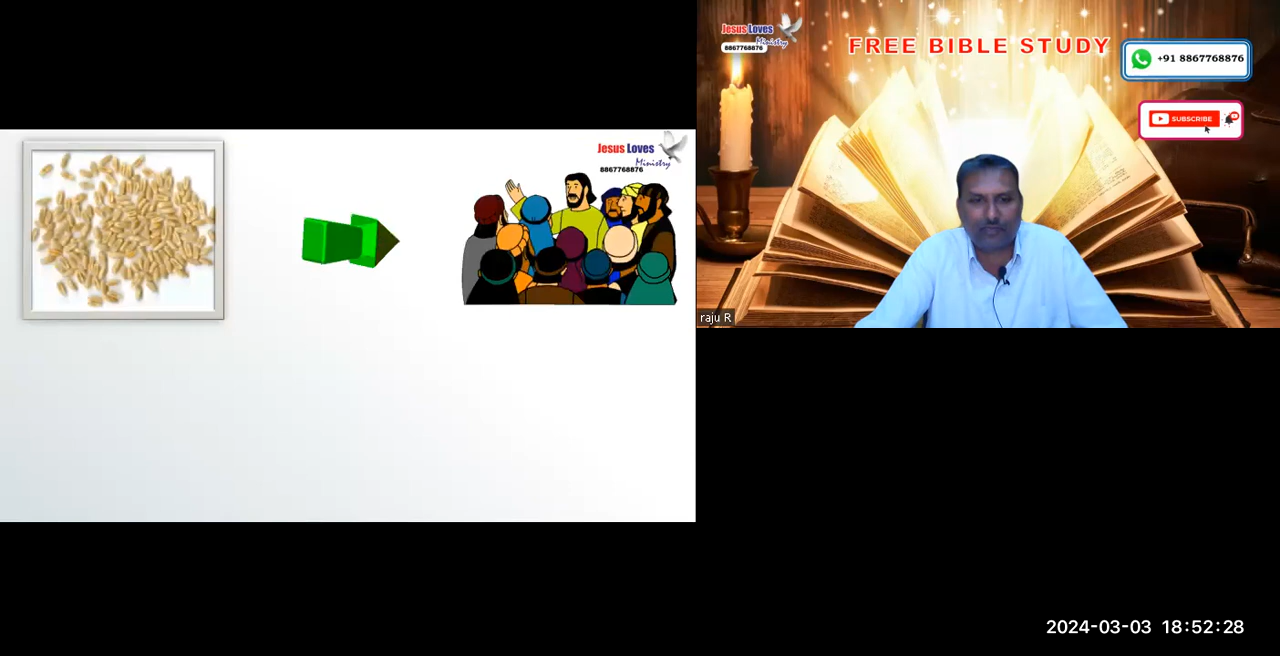 Jesus Loves
Ministry
8867768876
Jesus Loves
Ministry
8867768876
FREE BIBLE STUDY
+91 8867768876
SUBSCRIBE
raju R
2024-03-03 18:52:28